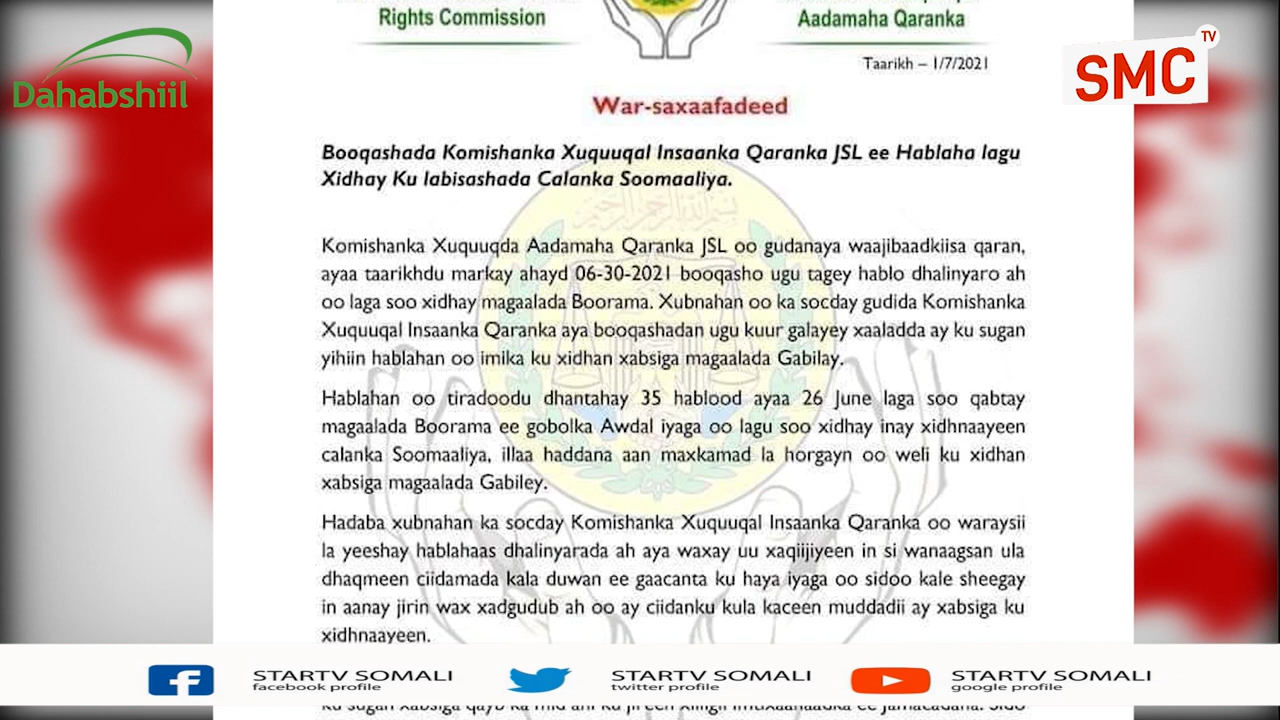 Rights Commission
Aadamaha Qaranka
Dahabshiil
SMC TV
Taarikh – 1/7/2021
War-saxaafadeed
Booqashada Komishanka Xuquuqal Insaanka Qaranka JSL ee Hablaha lagu
Xidhay Ku labisashada Calanka Soomaaliya.
Komishanka Xuquuqda Aadamaha Qaranka JSL oo gudanaya waajibaadkiisa qaran,
ayaa taarikhdu markay ahayd 06-30-2021 booqasho ugu tagey hablo dhalinyaro ah
oo laga soo xidhay magaalada Boorama. Xubnahan oo ka socday gudida Komishanka
Xuquuqal Insaanka Qaranka aya booqashadan ugu kuur galayey xaaladda ay ku sugan
yihiin hablahan oo imika ku xidhan xabsiga magaalada Gabilay.
Hablahan oo tiradoodu dhantahay 35 hablood ayaa 26 June laga soo qabtay
magaalada Boorama ee gobolka Awdal iyaga oo lagu soo xidhay inay xidhnaayeen
calanka Soomaaliya, illaa haddana aan maxkamad la horgayn oo weli ku xidhan
xabsiga magaalada Gabiley.
Hadaba xubnahan ka socday Komishanka Xuquuqal Insaanka Qaranka oo waraysii
la yeeshay hablahaas dhalinyarada ah aya waxay uu xaqiijiyeen in si wanaagsan ula
dhaqmeen ciidamada kala duwan ee gaacanta ku haya iyaga oo sidoo kale sheegay
in aanay jirin wax xadgudub ah oo ay ciidanku kula kaceen muddadii ay xabsiga ku
xidhnaayeen.
STARTV SOMALI
facebook profile
STARTV SOMALI
twitter profile
STARTV SOMALI
google profile